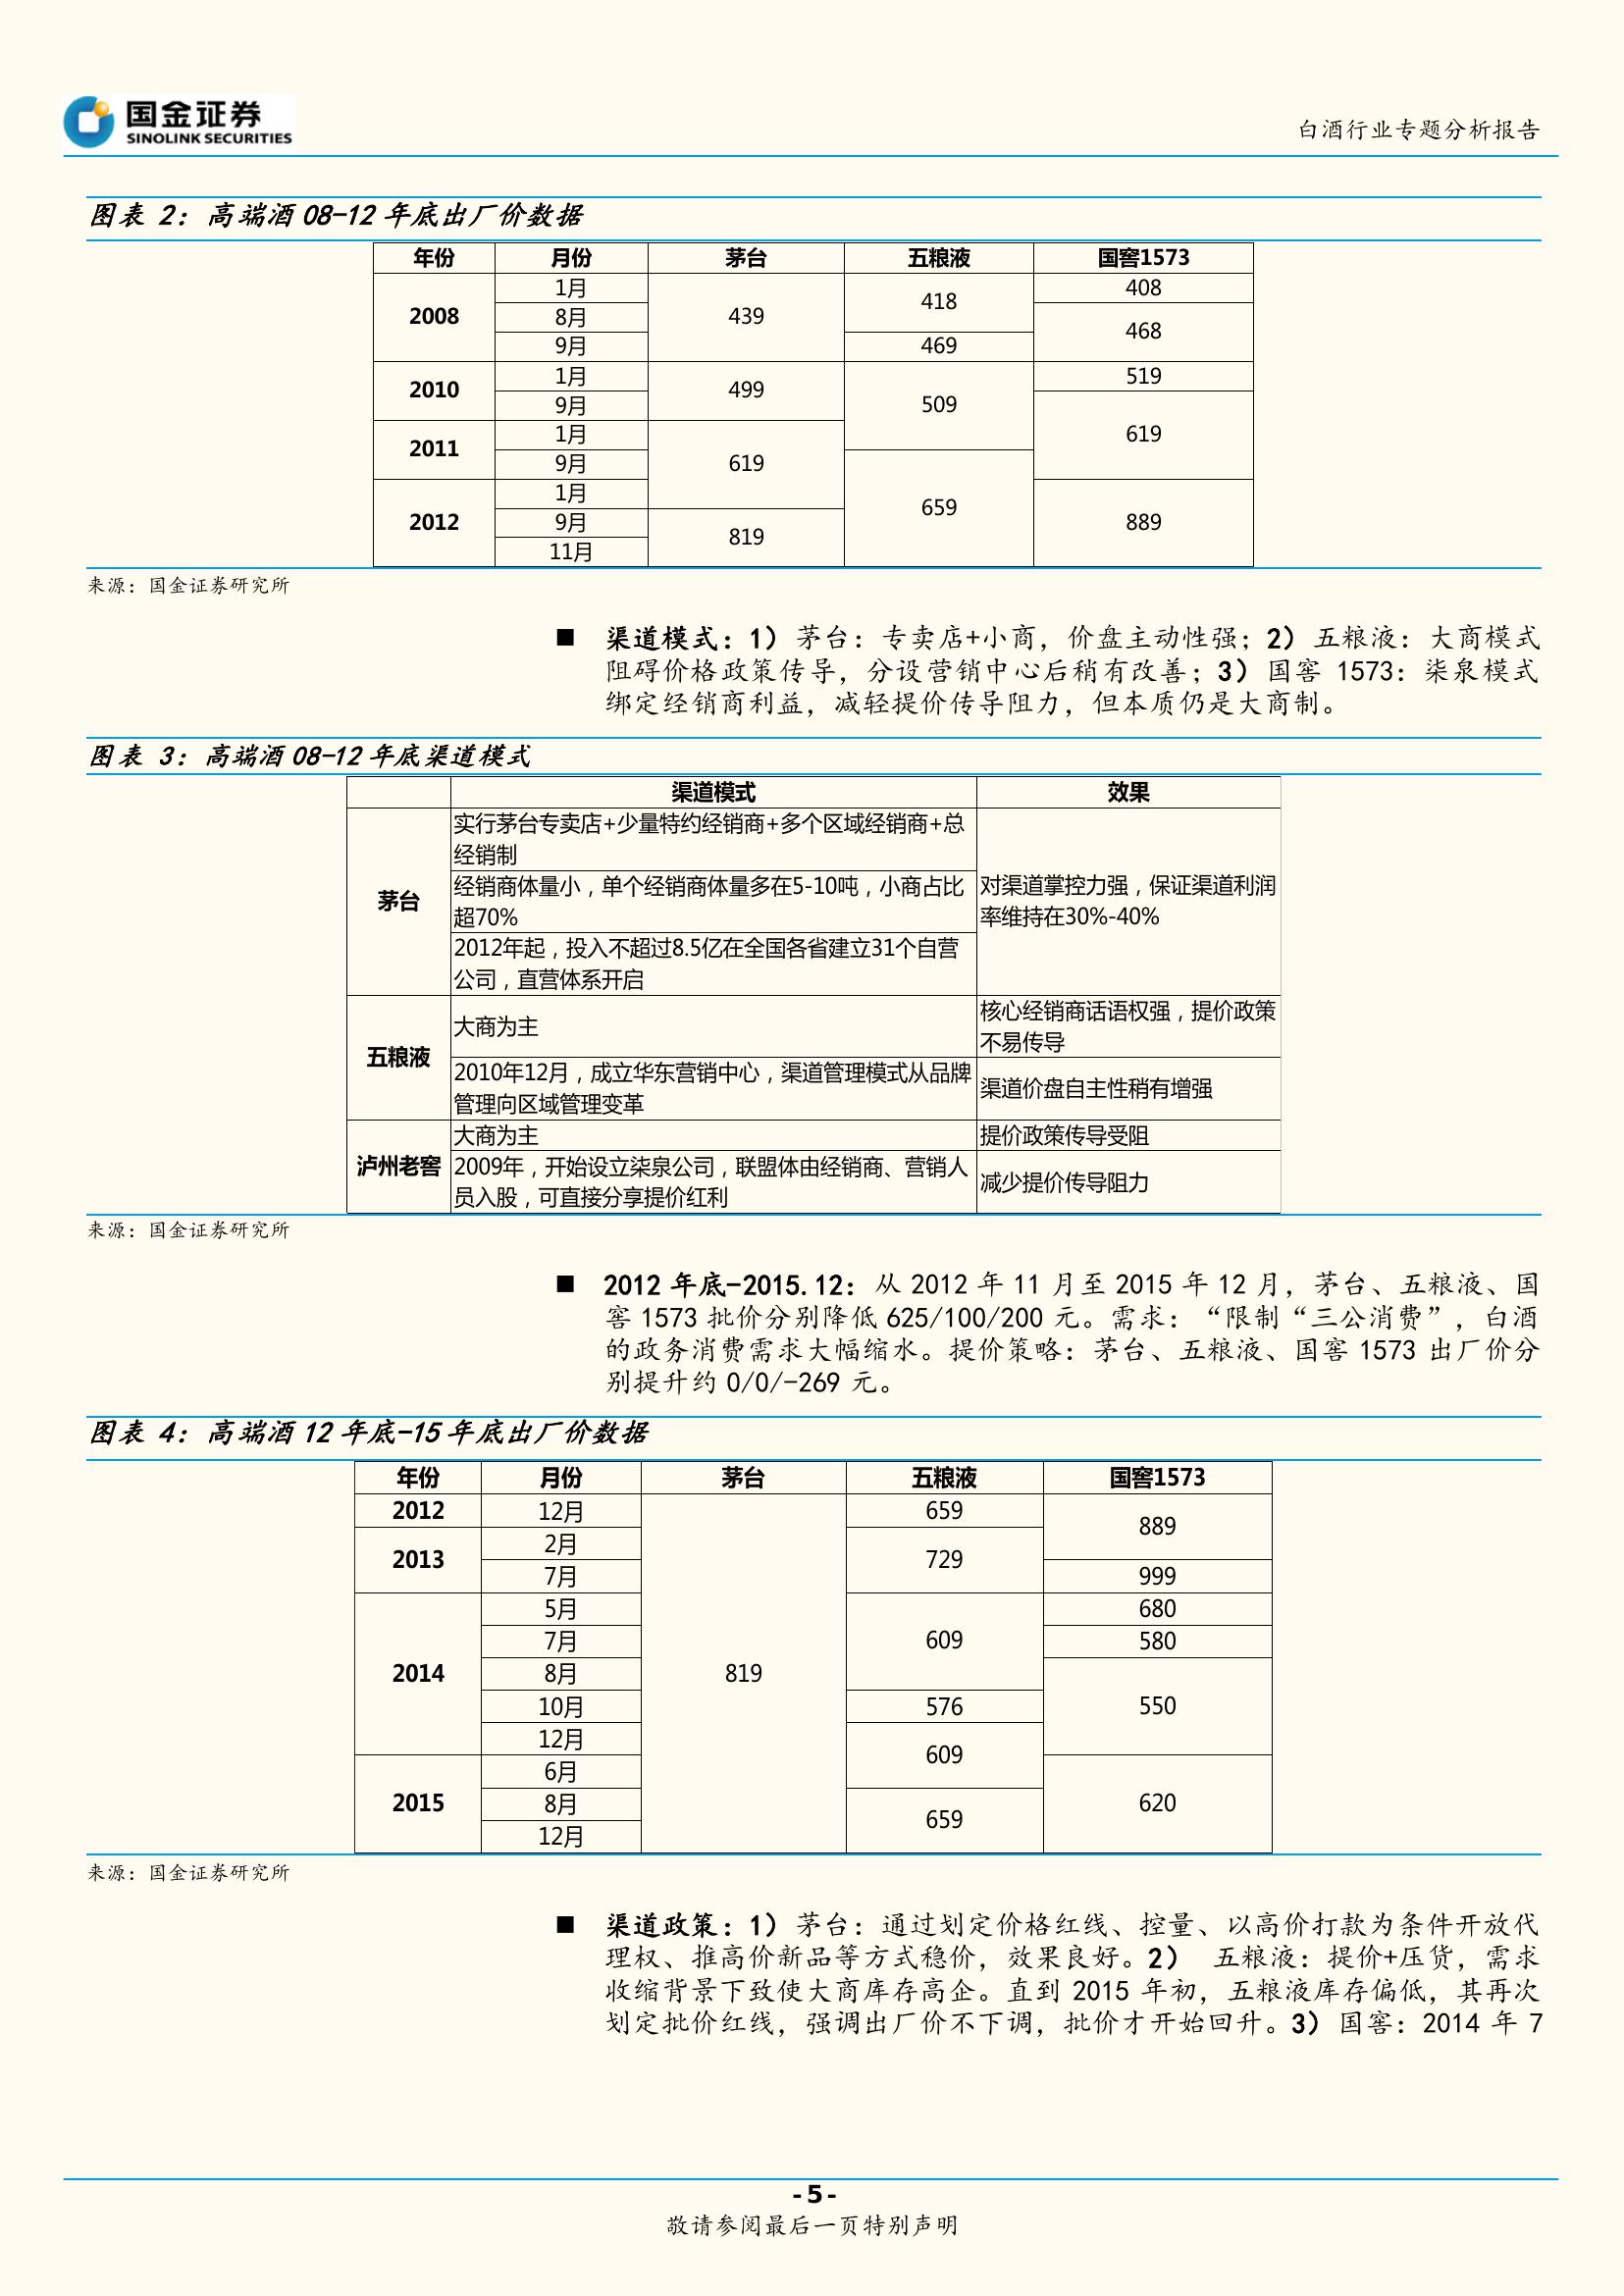 国金证券
SINOLINK SECURITIES
白酒行业专题分析报告
图表 2：高端酒 08-12 年底出厂价数据
年份 月份 茅台 五粮液 国窖1573
2008 1月 439 418 408
8月 468
9月 469
2010 1月 499 509 519
9月 619
2011 1月 619
9月 659
2012 1月 889
9月 819
11月
来源：国金证券研究所
■ 渠道模式：1）茅台：专卖店+小商，价盘主动性强；2）五粮液：大商模式
阻碍价格政策传导，分设营销中心后稍有改善；3）国窖 1573：柒泉模式
绑定经销商利益，减轻提价传导阻力，但本质仍是大商制。
图表 3：高端酒 08-12 年底渠道模式
渠道模式 效果
茅台
实行茅台专卖店+少量特约经销商+多个区域经销商+总
经销制
经销商体量小，单个经销商体量多在5-10吨，小商占比
超70%
2012年起，投入不超过8.5亿在全国各省建立31个自营
公司，直营体系开启
对渠道掌控力强，保证渠道利润
率维持在30%-40%
五粮液
大商为主
核心经销商话语权强，提价政策
不易传导
2010年12月，成立华东营销中心，渠道管理模式从品牌
管理向区域管理变革
渠道价盘自主性稍有增强
泸州老窖
大商为主 提价政策传导受阻
2009年，开始设立柒泉公司，联盟体由经销商、营销人
员入股，可直接分享提价红利
减少提价传导阻力
来源：国金证券研究所
■ 2012 年底-2015.12：从 2012 年 11 月至 2015 年 12 月，茅台、五粮液、国
窖 1573 批价分别降低 625/100/200 元。需求：“限制“三公消费”，白酒
的政务消费需求大幅缩水。提价策略：茅台、五粮液、国窖 1573 出厂价分
别提升约 0/0/-269 元。
图表 4：高端酒 12 年底-15 年底出厂价数据
年份 月份 茅台 五粮液 国窖1573
2012 12月 819 659 889
2013 2月 729
7月 999
2014 5月 609 680
7月 580
8月 550
10月 576
12月 609
2015 6月 620
8月 659
12月
来源：国金证券研究所
■ 渠道政策：1）茅台：通过划定价格红线、控量、以高价打款为条件开放代
理权、推高价新品等方式稳价，效果良好。2） 五粮液：提价+压货，需求
收缩背景下致使大商库存高企。直到 2015 年初，五粮液库存偏低，其再次
划定批价红线，强调出厂价不下调，批价才开始回升。3）国窖：2014 年 7
- 5 -
敬请参阅最后一页特别声明